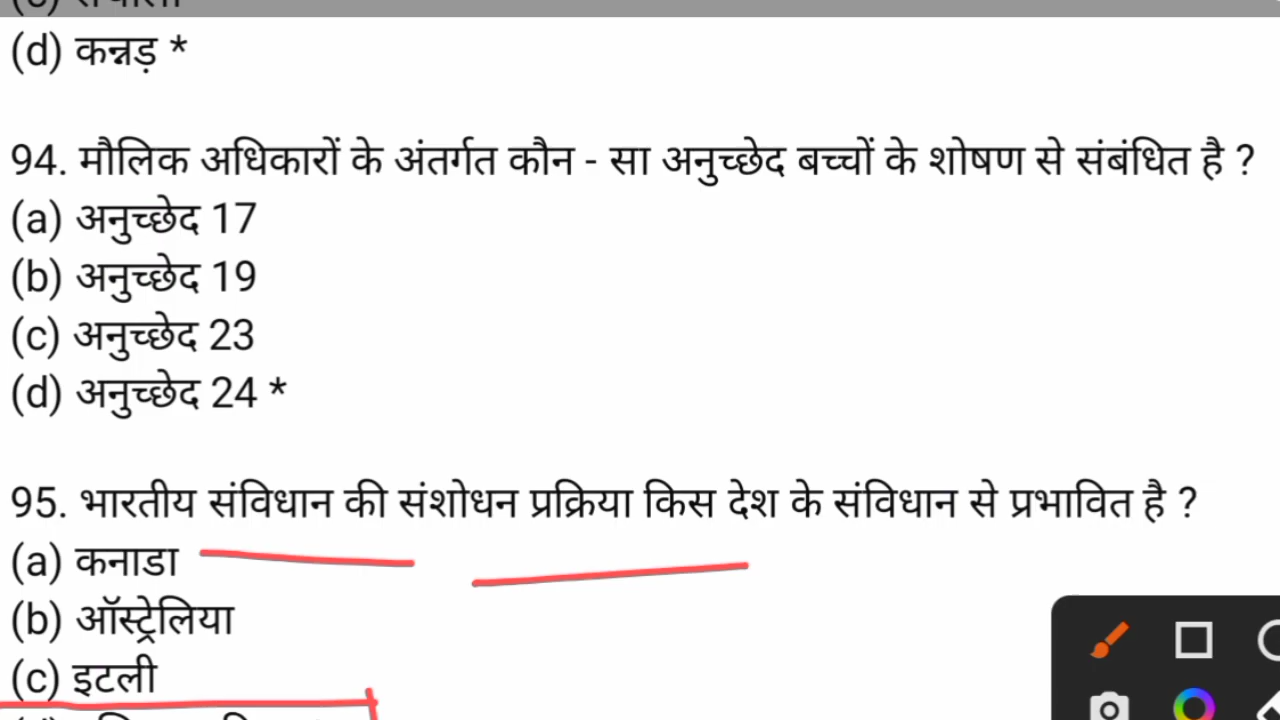 (d) कन्नड़ *
94. मौलिक अधिकारों के अंतर्गत कौन - सा अनुच्छेद बच्चों के शोषण से संबंधित है ?
(a) अनुच्छेद 17
(b) अनुच्छेद 19
(c) अनुच्छेद 23
(d) अनुच्छेद 24 *
95. भारतीय संविधान की संशोधन प्रक्रिया किस देश के संविधान से प्रभावित है ?
(a) कनाडा
(b) ऑस्ट्रेलिया
(c) इटली